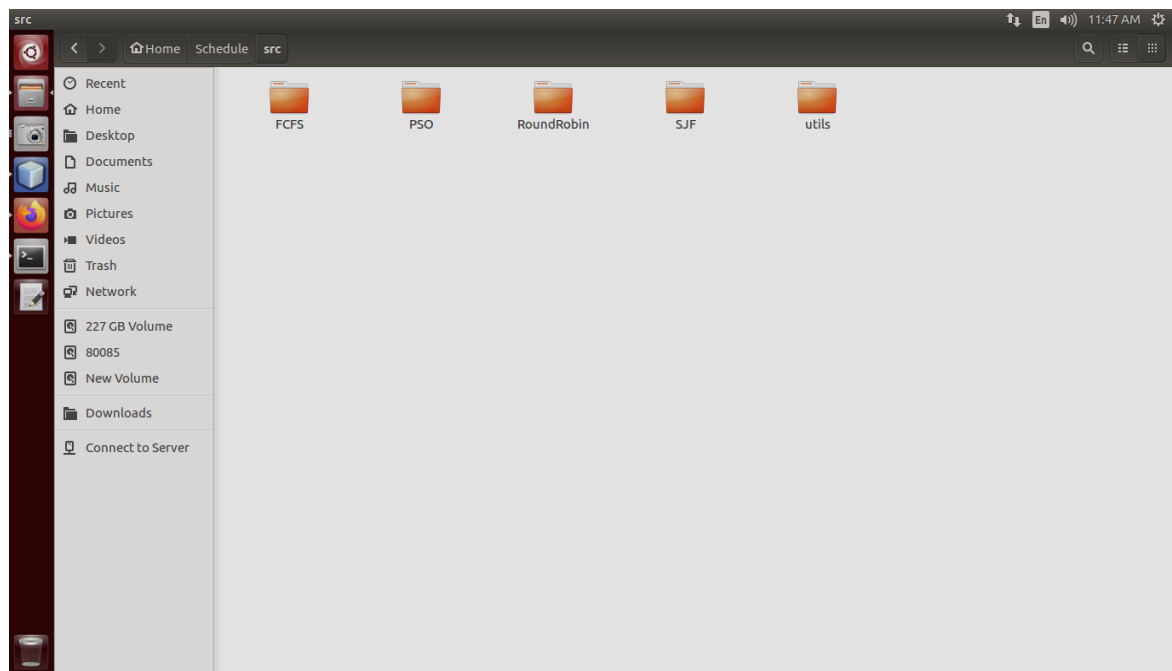 src
En
11:47 AM
Home Schedule src
Recent
Home
Desktop
Documents
Music
Pictures
Videos
Trash
Network
227 GB Volume
80085
New Volume
Downloads
Connect to Server
FCFS PSO RoundRobin SJF utils